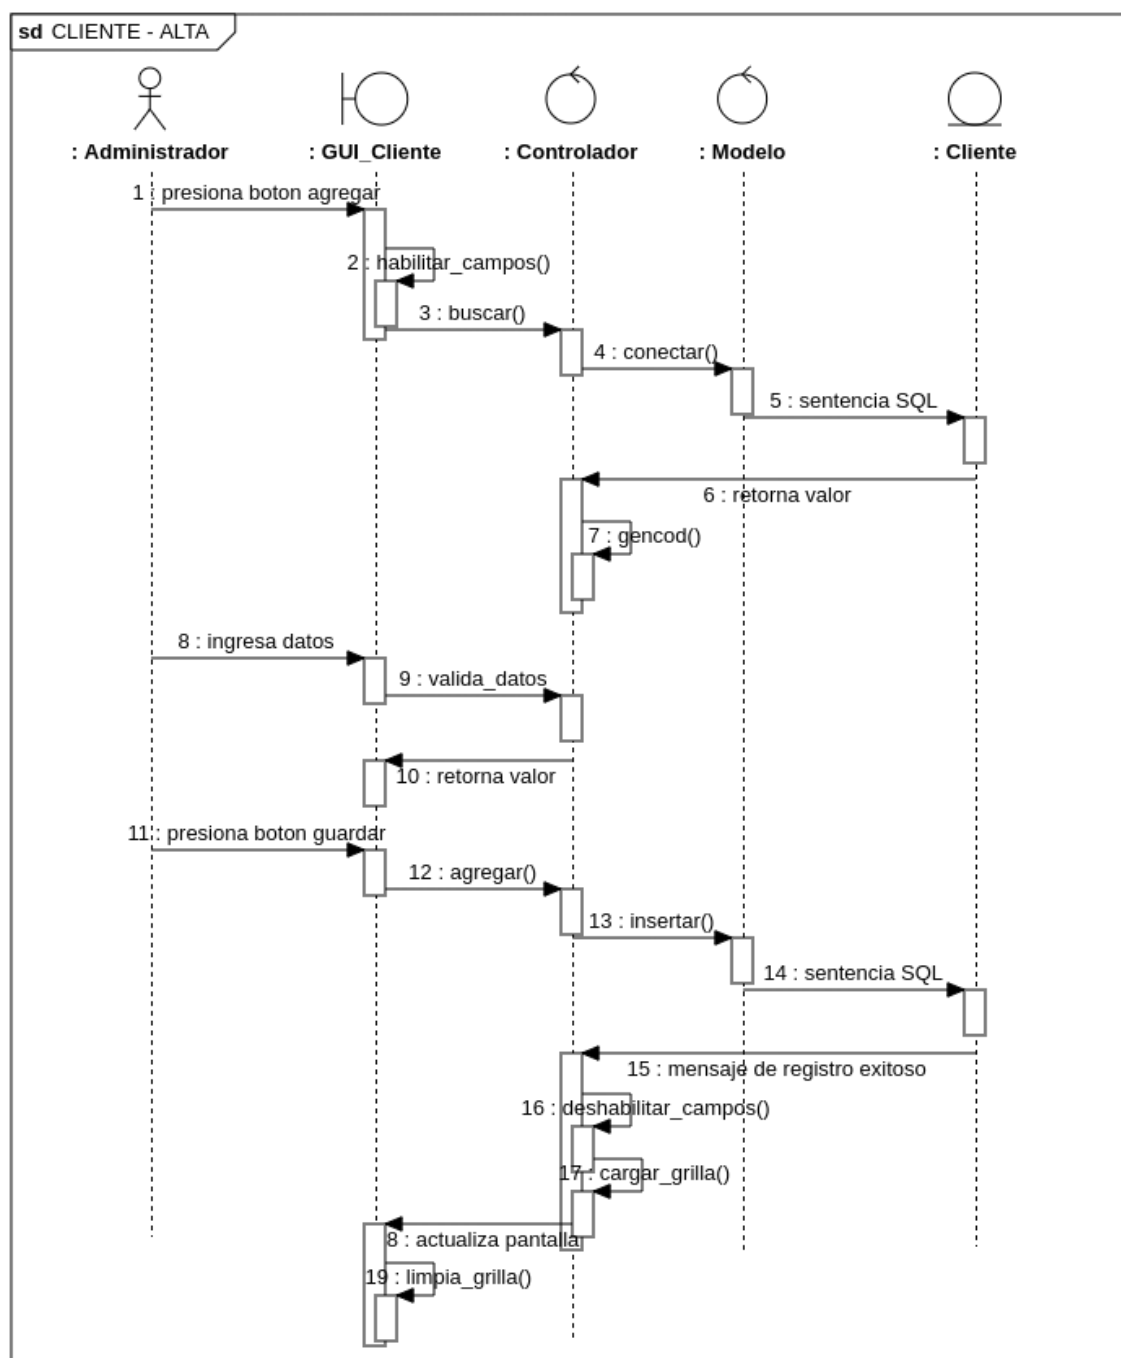 sd CLIENTE - ALTA
: Administrador
: GUI_Cliente
: Controlador
: Modelo
: Cliente
1 : presiona boton agregar
2 : habilitar_campos()
3 : buscar()
4 : conectar()
5 : sentencia SQL
6 : retorna valor
7 : gencod()
8 : ingresa datos
9 : valida_datos
10 : retorna valor
11 : presiona boton guardar
12 : agregar()
13 : insertar()
14 : sentencia SQL
15 : mensaje de registro exitoso
16 : deshabilitar_campos()
17 : cargar_grilla()
8 : actualiza pantalla
19 : limpia_grilla()